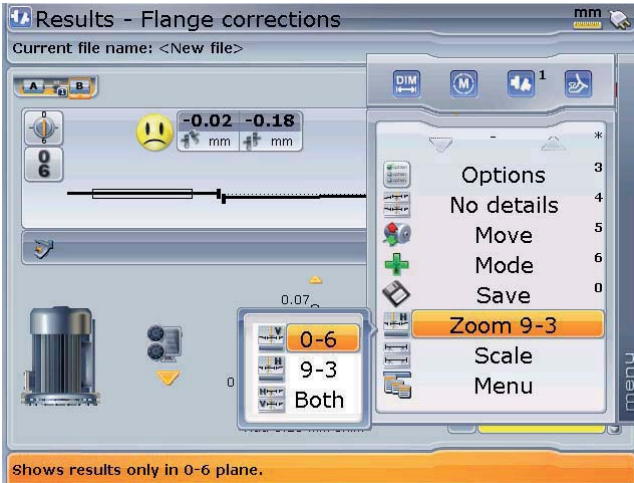 Results - Flange corrections
mm
Current file name: <New file>
A
B
DIM
M
1
-0.02 -0.18
mm mm
0
6
- *
Options 3
No details 4
Move 5
Mode 6
Save 0
Zoom 9-3
Scale
Menu
menu
0.07
0
V 0-6
H 9-3
H V Both
Shows results only in 0-6 plane.